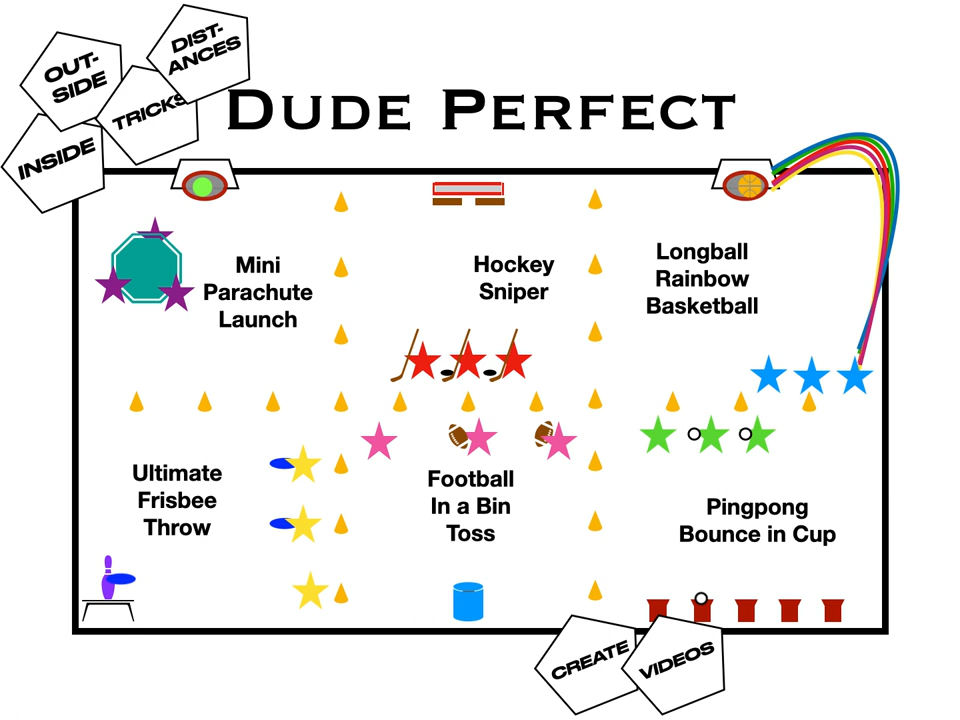 DIST-
ANCES
OUT-
SIDE
TRICKS
INSIDE
DUDE PERFECT
Mini
Parachute
Launch
Hockey
Sniper
Longball
Rainbow
Basketball
Ultimate
Frisbee
Throw
Football
In a Bin
Toss
Pingpong
Bounce in Cup
CREATE
VIDEOS